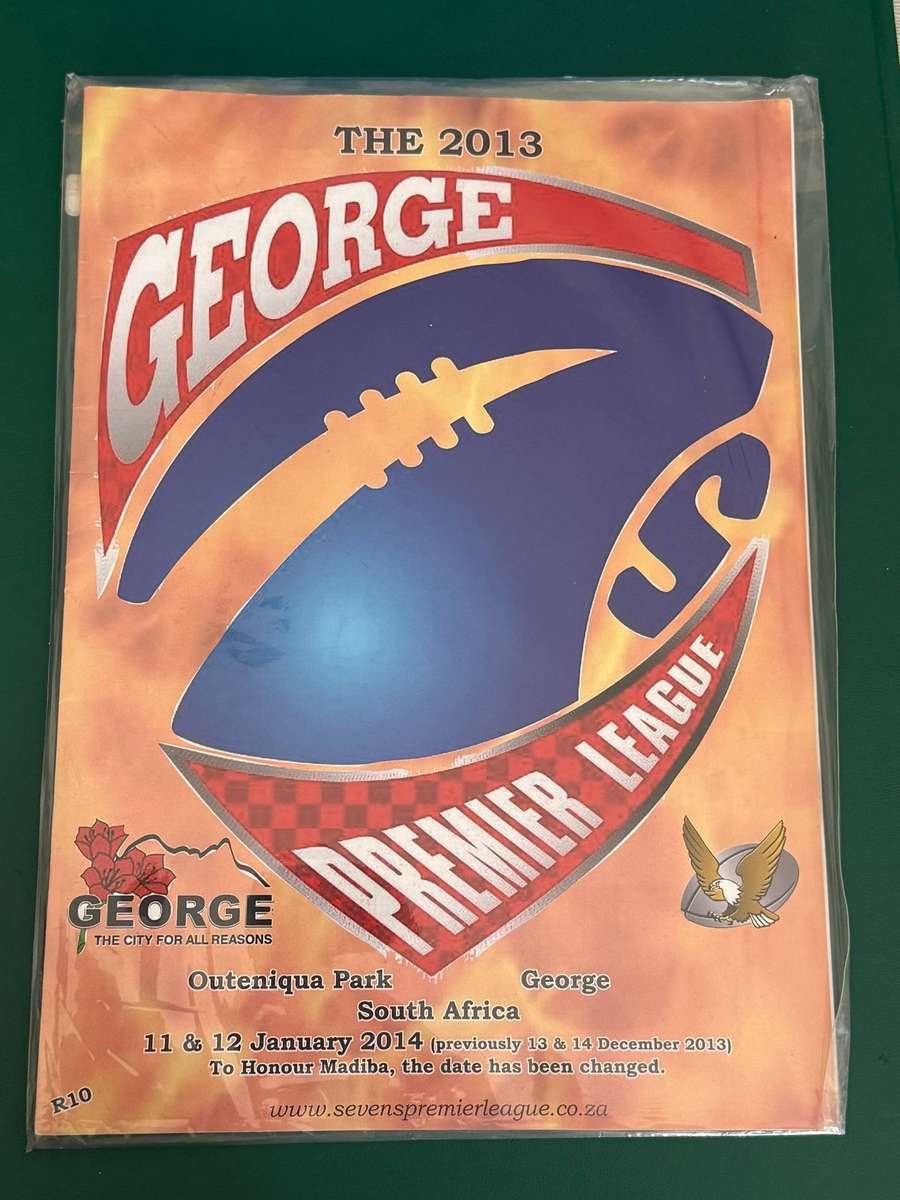 THE 2013
GEORGE
PREMIER LEAGUE
GEORGE
THE CITY FOR ALL REASONS
Outeniqua Park George
South Africa
11 & 12 January 2014 (previously 13 & 14 December 2013)
To Honour Madiba, the date has been changed.
R10
www.sevenspremierleague.co.za